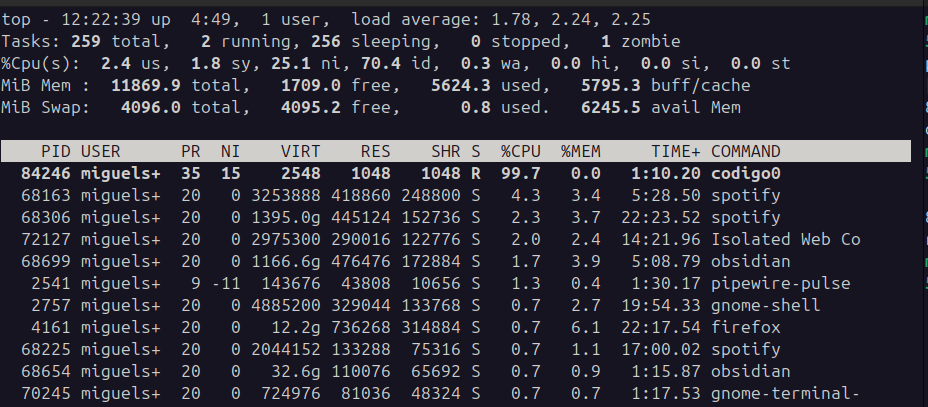 top - 12:22:39 up  4:49,  1 user,  load average: 1.78, 2.24, 2.25
Tasks: 259 total,   2 running, 256 sleeping,   0 stopped,   1 zombie
%Cpu(s):  2.4 us,  1.8 sy, 25.1 ni, 70.4 id,  0.3 wa,  0.0 hi,  0.0 si,  0.0 st
MiB Mem :  11869.9 total,   1709.0 free,   5624.3 used,   5795.3 buff/cache
MiB Swap:   4096.0 total,   4095.2 free,      0.8 used.   6245.5 avail Mem
PID USER      PR  NI    VIRT    RES    SHR S  %CPU  %MEM     TIME+ COMMAND
84246 miguels+  35  15    2548   1048   1048 R  99.7   0.0   1:10.20 codigo0
68163 miguels+  20   0 3253888 418860 248800 S   4.3   3.4   5:28.50 spotify
68306 miguels+  20   0 1395.0g 445124 152736 S   2.3   3.7  22:23.52 spotify
72127 miguels+  20   0 2975300 290016 122776 S   2.0   2.4  14:21.96 Isolated Web Co
68699 miguels+  20   0 1166.6g 476476 172884 S   1.7   3.9   5:08.79 obsidian
2541 miguels+   9 -11  143676  43808  10656 S   1.3   0.4   1:30.17 pipewire-pulse
2757 miguels+  20   0 4885200 329044 133768 S   0.7   2.7  19:54.33 gnome-shell
4161 miguels+  20   0   12.2g 736268 314884 S   0.7   6.1  22:17.54 firefox
68225 miguels+  20   0 2044152 133288  75316 S   0.7   1.1  17:00.02 spotify
68654 miguels+  20   0   32.6g 110076  65692 S   0.7   0.9   1:15.87 obsidian
70245 miguels+  20   0  724976  81036  48324 S   0.7   0.7   1:17.53 gnome-terminal-